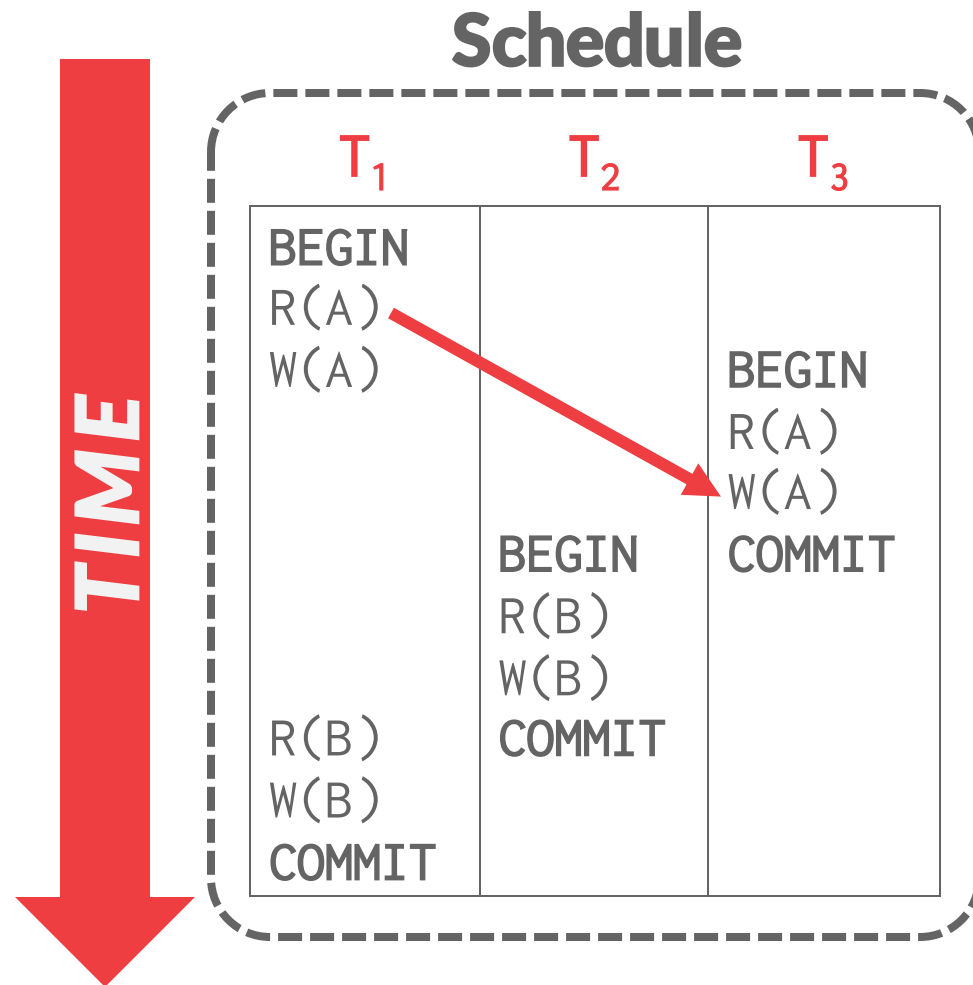 Schedule
TIME
T1 T2 T3
BEGIN
R(A)
W(A) BEGIN
R(A)
W(A)
BEGIN COMMIT
R(B)
W(B)
R(B) COMMIT
W(B)
COMMIT